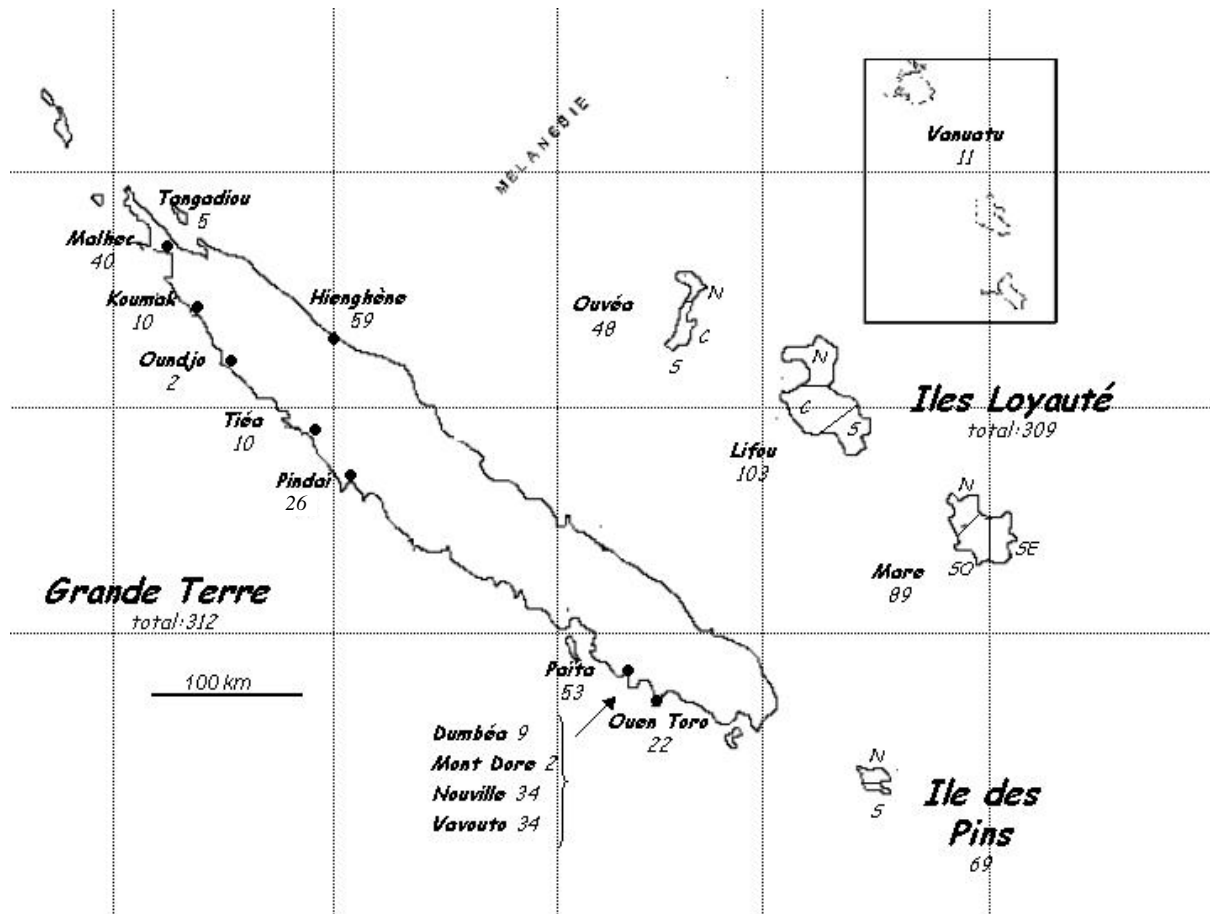 MELANESIE
Vanuatu
11
Tangadiou
5
Malhec
40
Koumak
10
Hienghène
59
Ouvéa
48
N
C
S
Oundjo
2
N
C
S
Iles Loyauté
total:309
Tiéa
10
Lifou
103
Pindai
26
N
SE
SO
Mare
89
Grande Terre
total:312
100 km
Paita
53
Ouen Toro
22
Dumbéa 9
Mont Dore 2
Nouville 34
Vavouto 34
N
S
Ile des
Pins
69